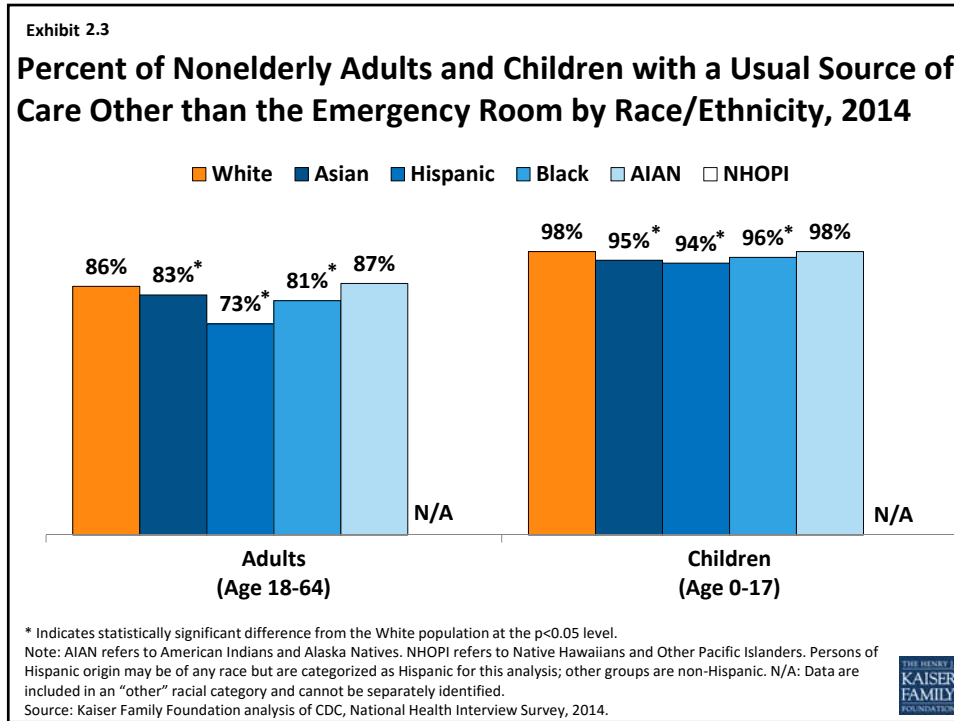 Exhibit 2.3
Percent of Nonelderly Adults and Children with a Usual Source of
Care Other than the Emergency Room by Race/Ethnicity, 2014
White Asian Hispanic Black AIAN NHOPI
86% 83%* 73%* 81%* 87% N/A
98% 95%* 94%* 96%* 98% N/A
Adults
(Age 18-64)
Children
(Age 0-17)
* Indicates statistically significant difference from the White population at the p<0.05 level.
Note: AIAN refers to American Indians and Alaska Natives. NHOPI refers to Native Hawaiians and Other Pacific Islanders. Persons of
Hispanic origin may be of any race but are categorized as Hispanic for this analysis; other groups are non-Hispanic. N/A: Data are
included in an “other” racial category and cannot be separately identified.
Source: Kaiser Family Foundation analysis of CDC, National Health Interview Survey, 2014.
THE HENRY J.
KAISER
FAMILY
FOUNDATION